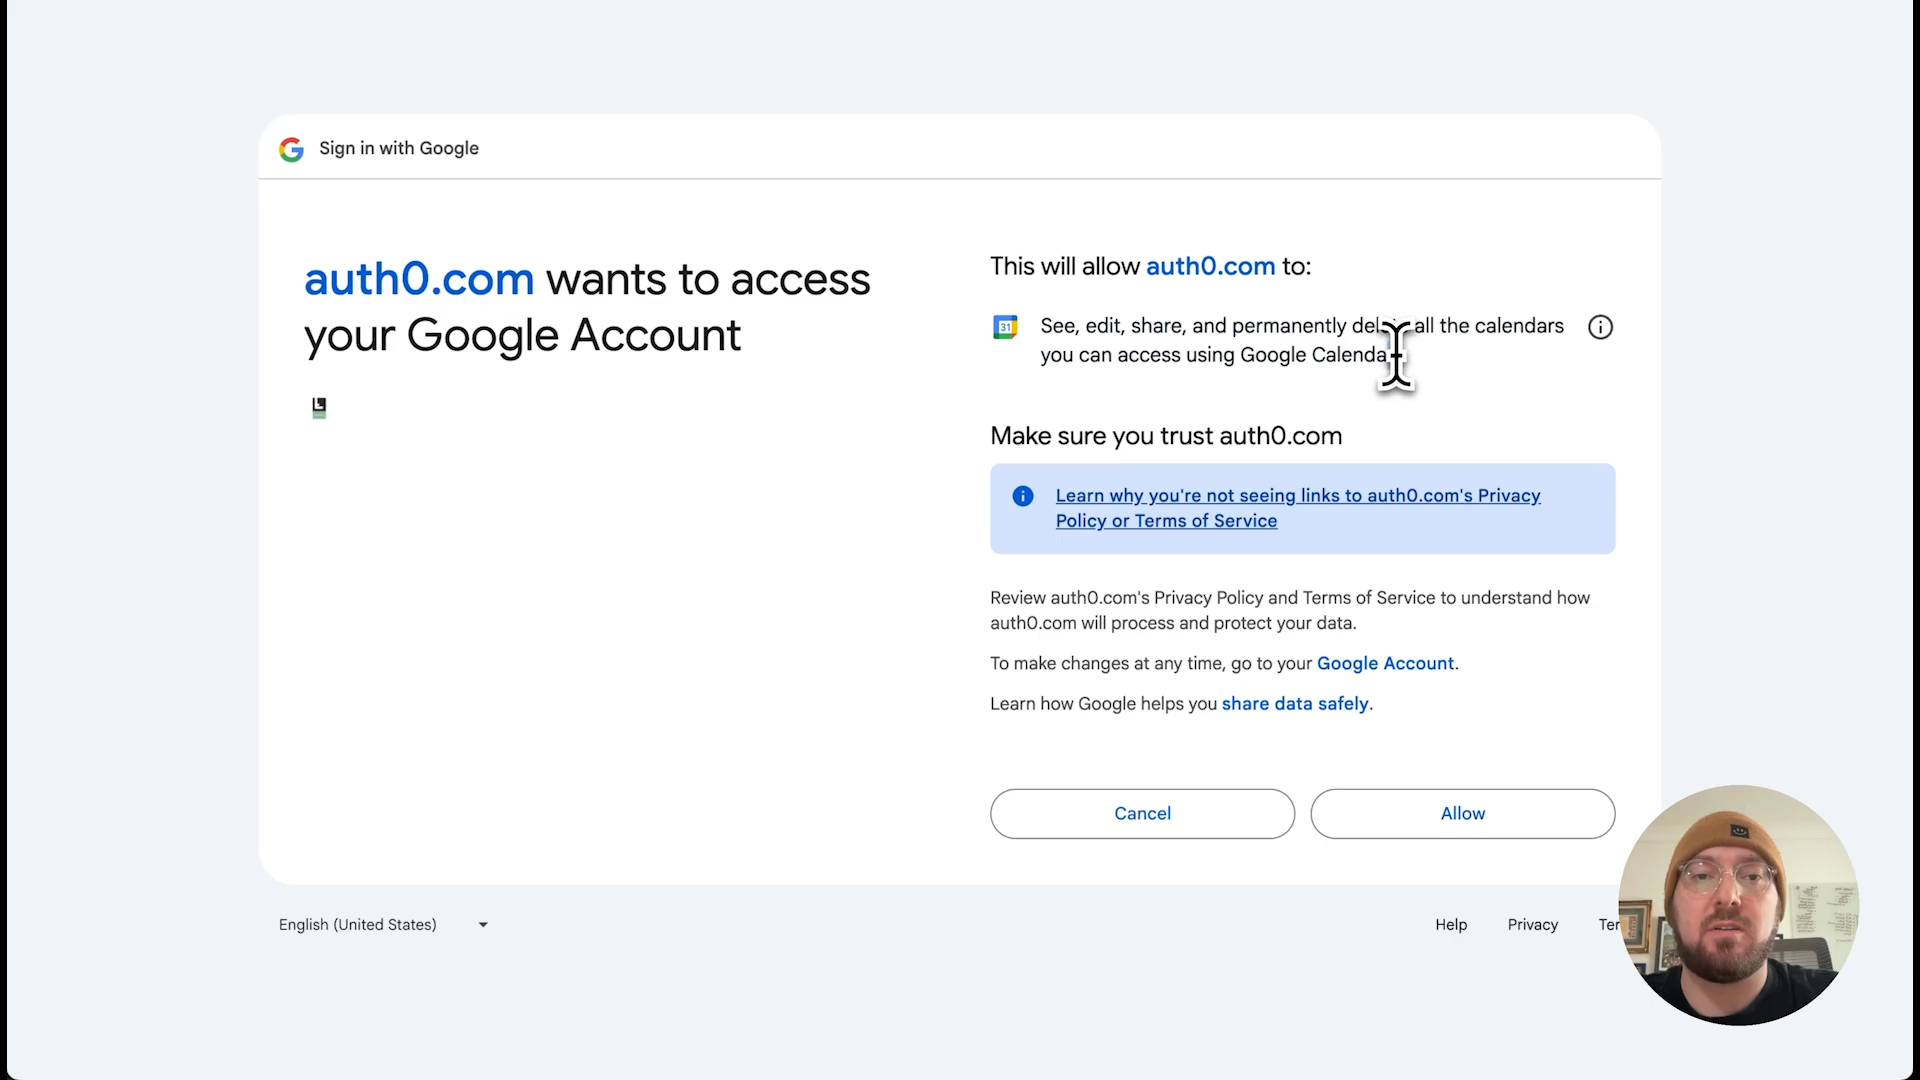 Sign in with Google
auth0.com wants to access
your Google Account
This will allow auth0.com to:
31
See, edit, share, and permanently all the calendars
you can access using Google
Make sure you trust auth0.com
Learn why you're not seeing links to auth0.com's Privacy
Policy or Terms of Service
Review auth0.com's Privacy Policy and Terms of Service to understand how
auth0.com will process and protect your data.
To make changes at any time, go to your Google Account.
Learn how Google helps you share data safely.
Cancel
Allow
English (United States)
Help
Privacy